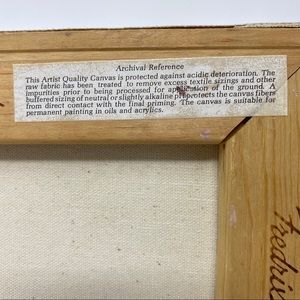 Archival Reference
This Artist Quality Canvas is protected against acidic deterioration. The
raw fabric has been treated to remove excess textile sizings and other
impurities prior to being processed for application of the ground. A
buffered sizing of neutral or slightly alkaline pH protects the canvas fibers
from direct contact with the final priming. The canvas is suitable for
permanent painting in oils and acrylics.
Fredrix